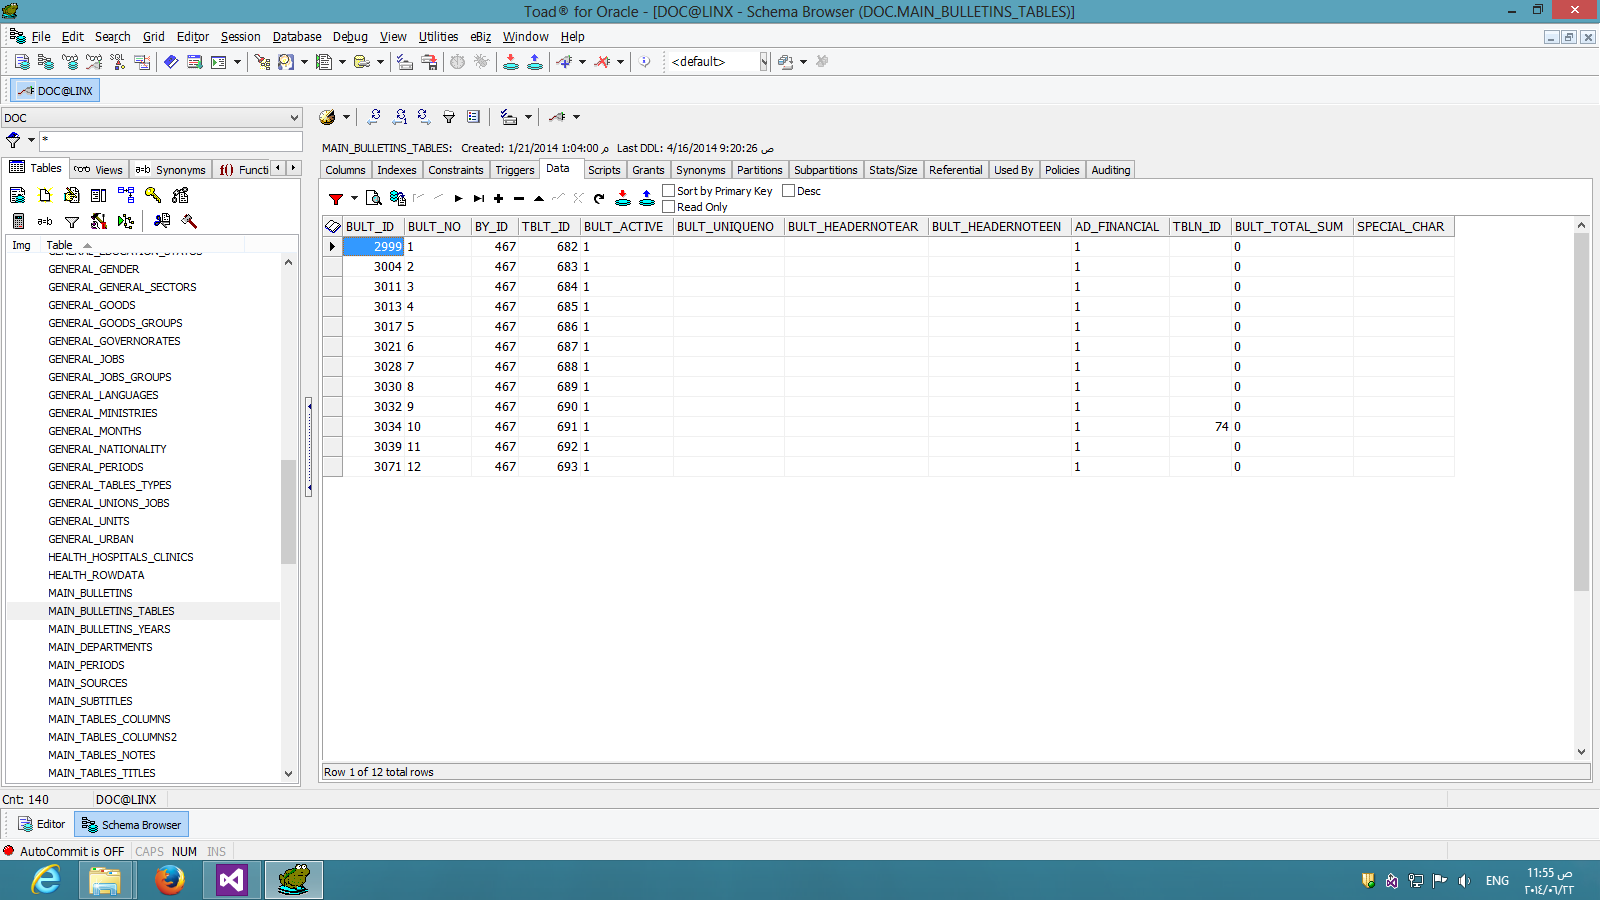 Toad® for Oracle - [DOC@LINX - Schema Browser (DOC.MAIN_BULLETINS_TABLES)]
File Edit Search Grid Editor Session Database Debug View Utilities eBiz Window Help
SQL <default>
DOC@LINX
DOC
*
MAIN_BULLETINS_TABLES: Created: 1/21/2014 1:04:00 م Last DDL: 4/16/2014 9:20:26 ص
Tables Views Synonyms Functi
Columns Indexes Constraints Triggers Data Scripts Grants Synonyms Partitions Subpartitions Stats/Size Referential Used By Policies Auditing
Sort by Primary Key Desc
Read Only
Img Table
GENERAL_EDUCATION_STATUS
GENERAL_GENDER
GENERAL_GENERAL_SECTORS
GENERAL_GOODS
GENERAL_GOODS_GROUPS
GENERAL_GOVERNORATES
GENERAL_JOBS
GENERAL_JOBS_GROUPS
GENERAL_LANGUAGES
GENERAL_MINISTRIES
GENERAL_MONTHS
GENERAL_NATIONALITY
GENERAL_PERIODS
GENERAL_TABLES_TYPES
GENERAL_UNIONS_JOBS
GENERAL_UNITS
GENERAL_URBAN
HEALTH_HOSPITALS_CLINICS
HEALTH_ROWDATA
MAIN_BULLETINS
MAIN_BULLETINS_TABLES
MAIN_BULLETINS_YEARS
MAIN_DEPARTMENTS
MAIN_PERIODS
MAIN_SOURCES
MAIN_SUBTITLES
MAIN_TABLES_COLUMNS
MAIN_TABLES_COLUMNS2
MAIN_TABLES_NOTES
MAIN_TABLES_TITLES
BULT_ID BULT_NO BY_ID TBLT_ID BULT_ACTIVE BULT_UNIQUENO BULT_HEADERNOTEAR BULT_HEADERNOTEEN AD_FINANCIAL TBLN_ID BULT_TOTAL_SUM SPECIAL_CHAR
2999 1 467 682 1 1 0
3004 2 467 683 1 1 0
3011 3 467 684 1 1 0
3013 4 467 685 1 1 0
3017 5 467 686 1 1 0
3021 6 467 687 1 1 0
3028 7 467 688 1 1 0
3030 8 467 689 1 1 0
3032 9 467 690 1 1 0
3034 10 467 691 1 1 74 0
3039 11 467 692 1 1 0
3071 12 467 693 1 1 0
Row 1 of 12 total rows
Cnt: 140 DOC@LINX
Editor Schema Browser
AutoCommit is OFF CAPS NUM INS
ENG
11:55 ص
٢٠١٤/٠٦/٢٢